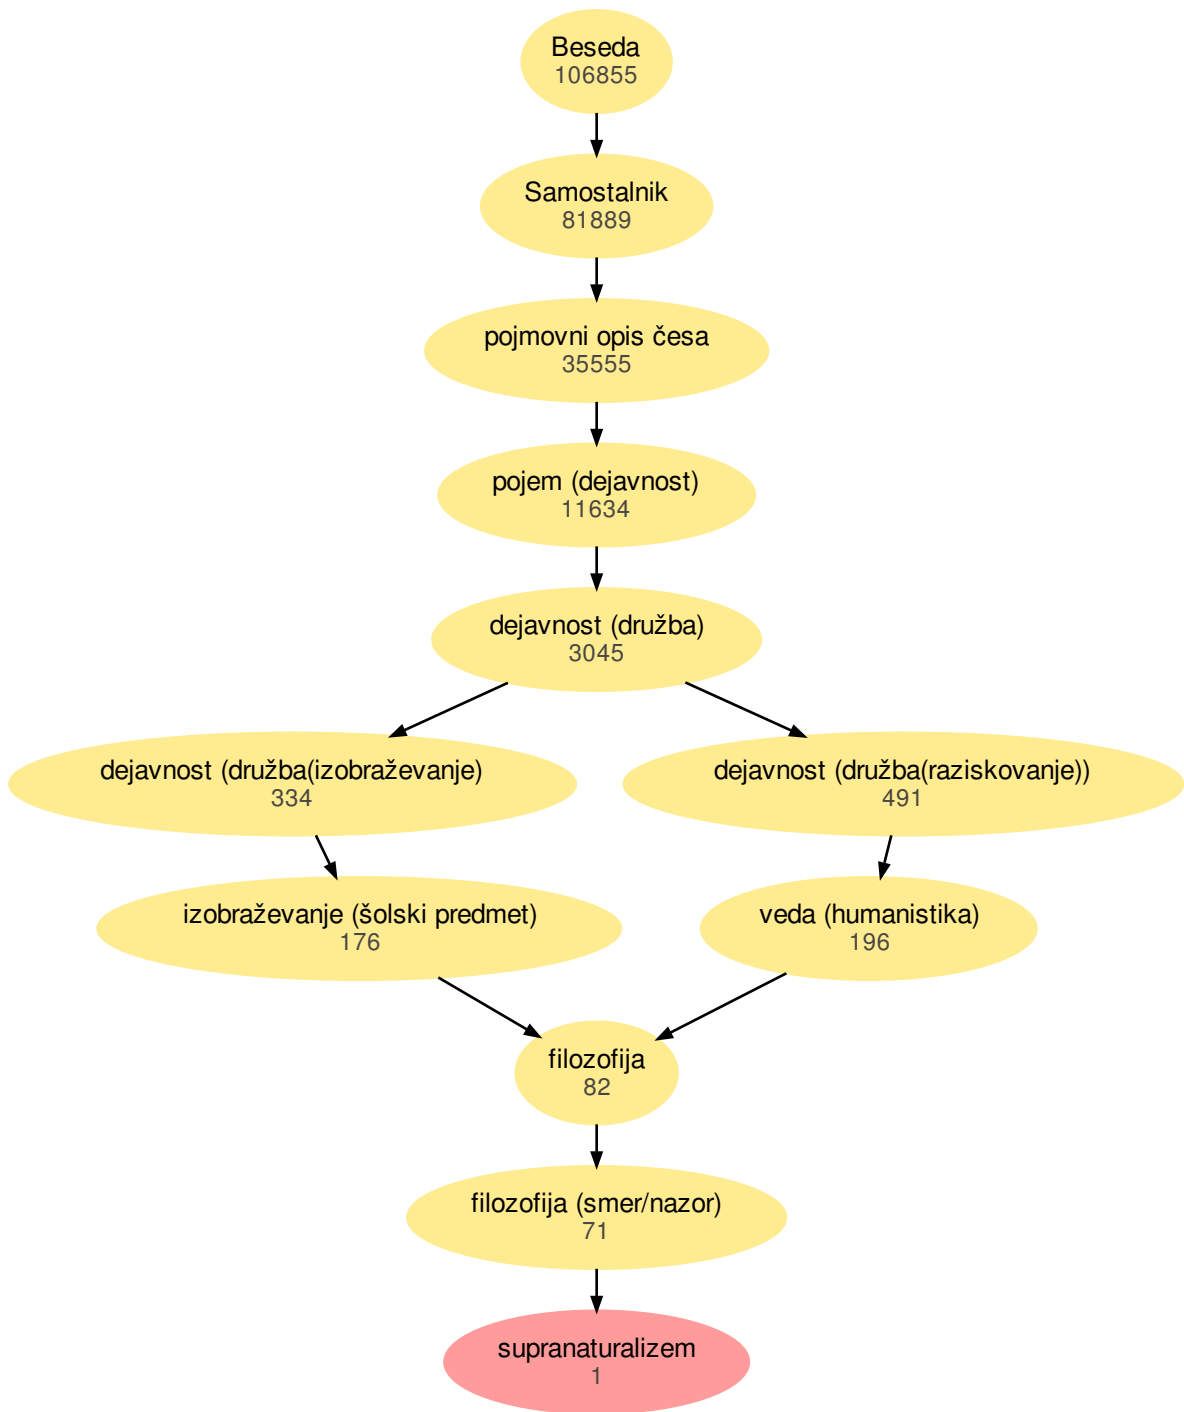 Beseda
106855
Samostalnik
81889
pojmovni opis česa
35555
pojem (dejavnost)
11634
dejavnost (družba)
3045
dejavnost (družba(izobraževanje)
334
dejavnost (družba(raziskovanje))
491
izobraževanje (šolski predmet)
176
veda (humanistika)
196
filozofija
82
filozofija (smer/nazor)
71
supranaturalizem
1